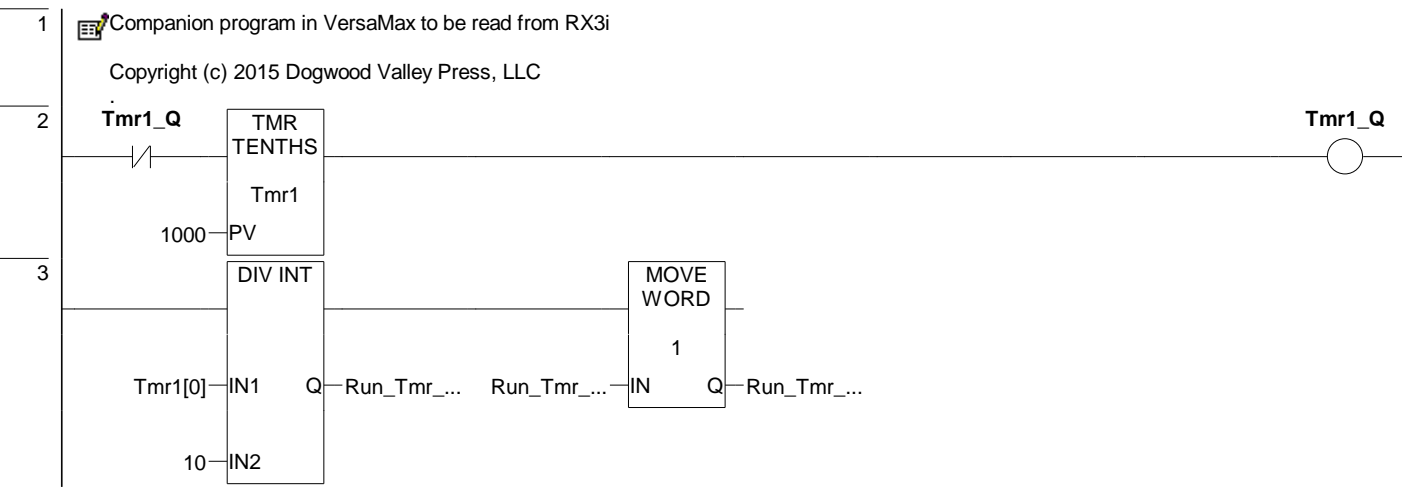 1
Companion program in VersaMax to be read from RX3i
Copyright (c) 2015 Dogwood Valley Press, LLC
.
2
Tmr1_Q
TMR
TENTHS
Tmr1
1000
PV
Tmr1_Q
3
DIV INT
MOVE
WORD
1
Tmr1[0]
IN1
Q
Run_Tmr_...
Run_Tmr_...
IN
Q
Run_Tmr_...
10
IN2